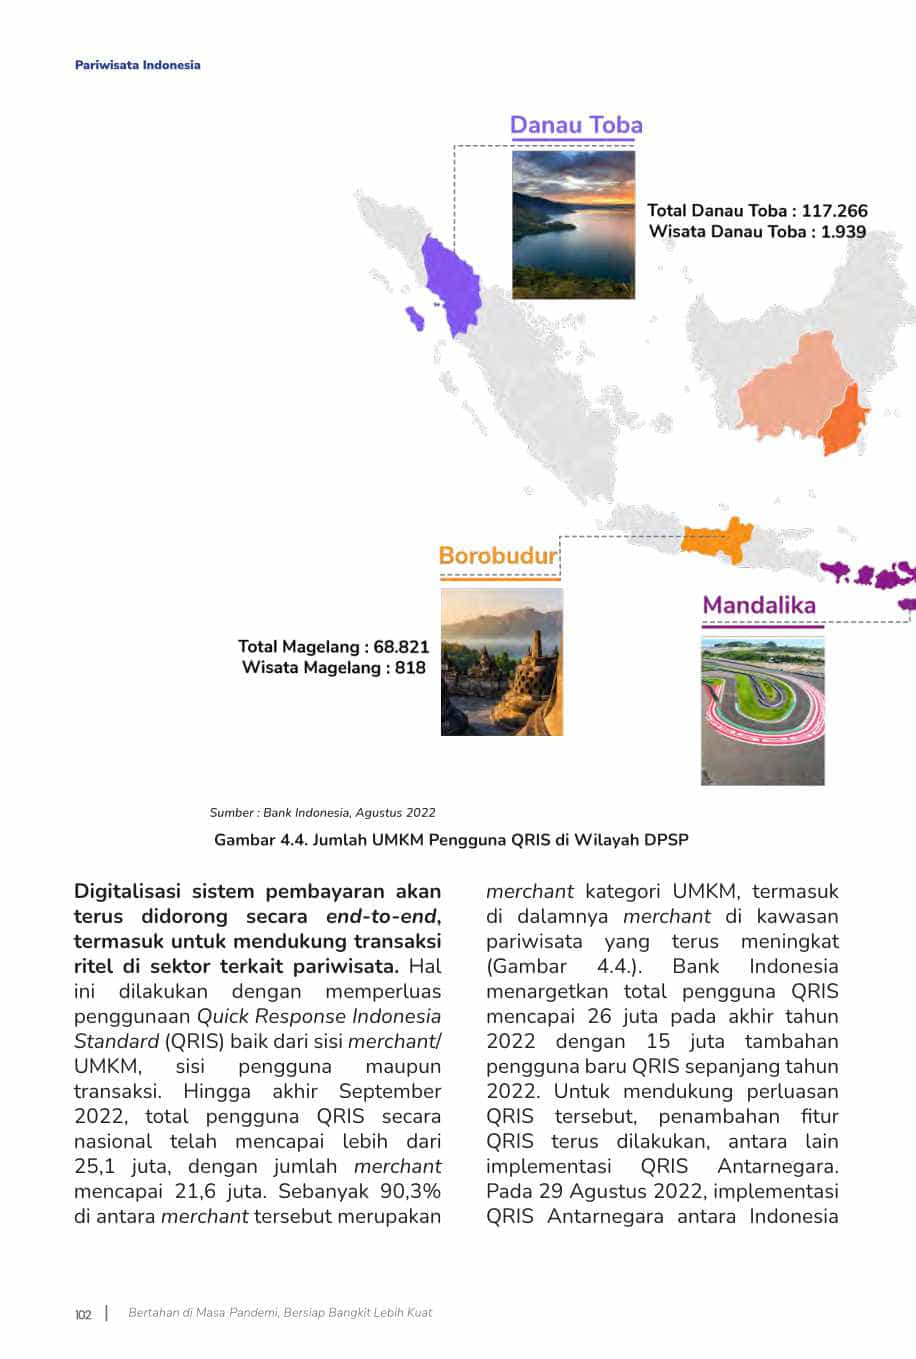 Pariwisata Indonesia
Danau Toba
Total Danau Toba : 117.266
Wisata Danau Toba : 1.939
Borobudur
Mandalika
Total Magelang : 68.821
Wisata Magelang : 818
Sumber : Bank Indonesia, Agustus 2022
Gambar 4.4. Jumlah UMKM Pengguna QRIS di Wilayah DPSP
Digitalisasi sistem pembayaran akan
terus didorong secara end-to-end,
termasuk untuk mendukung transaksi
ritel di sektor terkait pariwisata. Hal
ini dilakukan dengan memperluas
penggunaan Quick Response Indonesia
Standard (QRIS) baik dari sisi merchant/
UMKM, sisi pengguna maupun
transaksi. Hingga akhir September
2022, total pengguna QRIS secara
nasional telah mencapai lebih dari
25,1 juta, dengan jumlah merchant
mencapai 21,6 juta. Sebanyak 90,3%
di antara merchant tersebut merupakan
merchant kategori UMKM, termasuk
di dalamnya merchant di kawasan
pariwisata yang terus meningkat
(Gambar 4.4.). Bank Indonesia
menargetkan total pengguna QRIS
mencapai 26 juta pada akhir tahun
2022 dengan 15 juta tambahan
pengguna baru QRIS sepanjang tahun
2022. Untuk mendukung perluasan
QRIS tersebut, penambahan fitur
QRIS terus dilakukan, antara lain
implementasi QRIS Antarnegara.
Pada 29 Agustus 2022, implementasi
QRIS Antarnegara antara Indonesia
102 | Bertahan di Masa Pandemi, Bersiap Bangkit Lebih Kuat